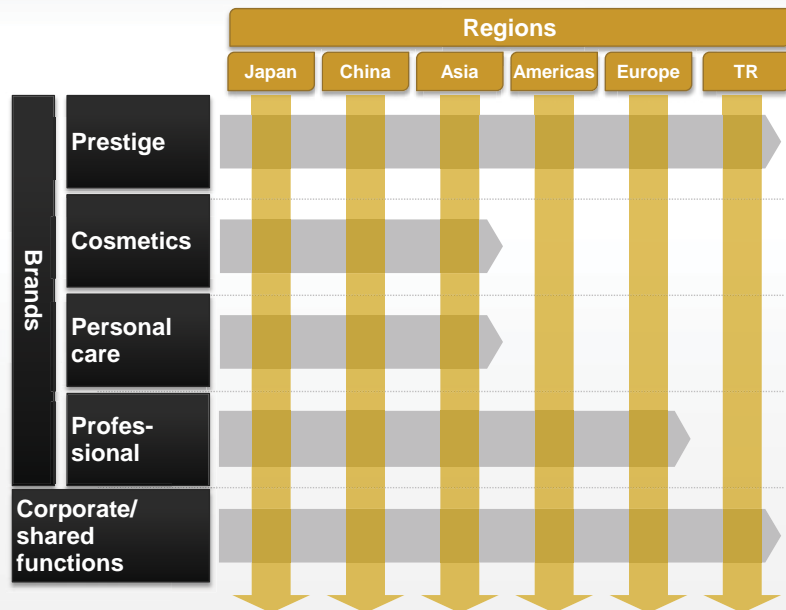 Regions
Japan China Asia Americas Europe TR
Brands
Prestige
Cosmetics
Personal
care
Profes-
sional
Corporate/
shared
functions